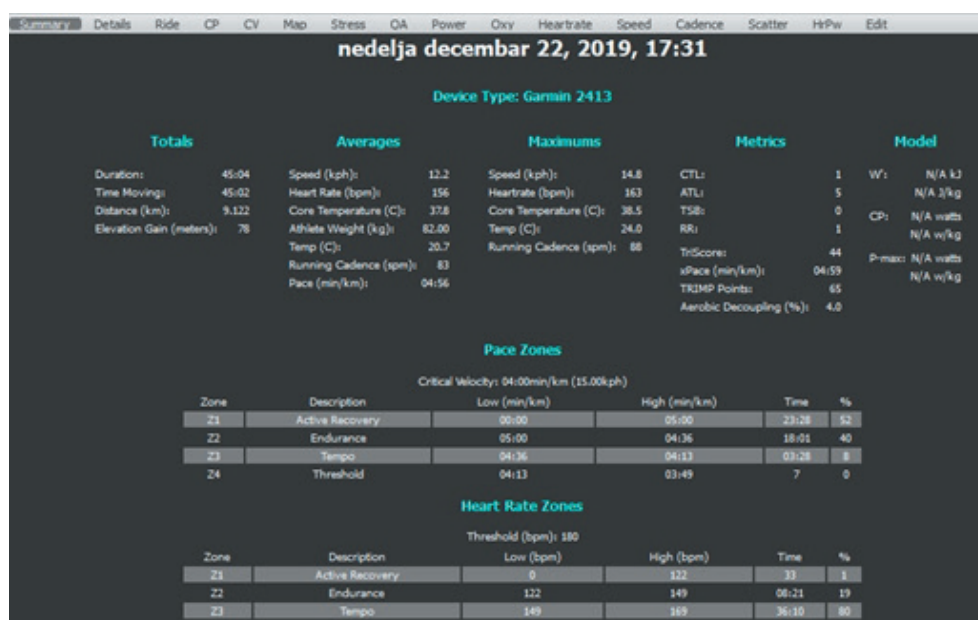 Summary Details Ride CP CV Map Stress QA Power Oxy Heartrate Speed Cadence Scatter HrPw Edit
nedelja decembar 22, 2019, 17:31
Device Type: Garmin 2413
Totals
Duration: 45:04
Time Moving: 45:02
Distance (km): 9.122
Elevation Gain (meters): 78
Averages
Speed (kph): 12.2
Heart Rate (bpm): 156
Core Temperature (C): 37.8
Athlete Weight (kg): 82.00
Temp (C): 20.7
Running Cadence (spm): 83
Pace (min/km): 04:56
Maximums
Speed (kph): 14.8
Heartrate (bpm): 163
Core Temperature (C): 38.5
Temp (C): 24.0
Running Cadence (spm): 88
Metrics
CTL: 1
ATL: 5
TSB: 0
RR: 1
TriScore: 44
xPace (min/km): 04:59
TRIMP Points: 65
Aerobic Decoupling (%): 4.0
Model
W': N/A kJ
N/A J/kg
CP: N/A watts
N/A w/kg
P-max: N/A watts
N/A w/kg
Pace Zones
Critical Velocity: 04:00min/km (15.00kph)
Zone Description Low (min/km) High (min/km) Time %
Z1 Active Recovery 00:00 05:00 23:28 52
Z2 Endurance 05:00 04:36 18:01 40
Z3 Tempo 04:36 04:13 03:28 8
Z4 Threshold 04:13 03:49 7 0
Heart Rate Zones
Threshold (bpm): 180
Zone Description Low (bpm) High (bpm) Time %
Z1 Active Recovery 0 122 33 1
Z2 Endurance 122 149 08:21 19
Z3 Tempo 149 169 36:10 80